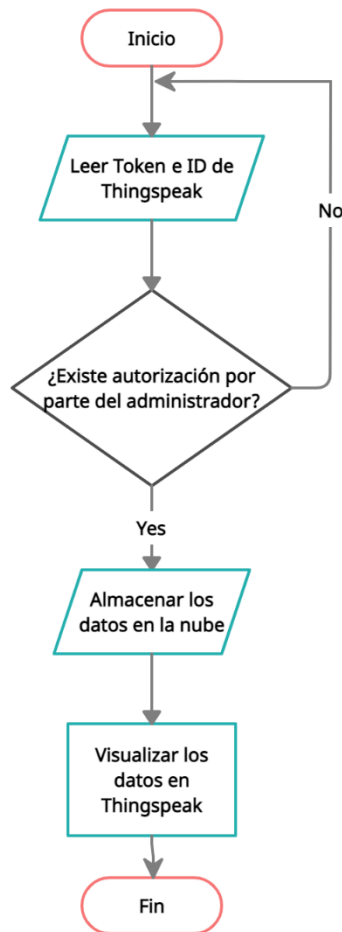 Inicio
Leer Token e ID de
Thingspeak
No
¿Existe autorización por
parte del administrador?
Yes
Almacenar los
datos en la nube
Visualizar los
datos en
Thingspeak
Fin